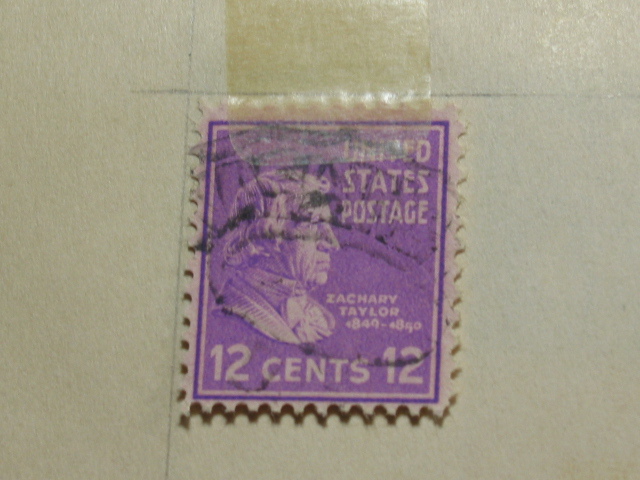 UNITED
STATES
POSTAGE
ZACHARY
TAYLOR
1849-1850
12 CENTS 12